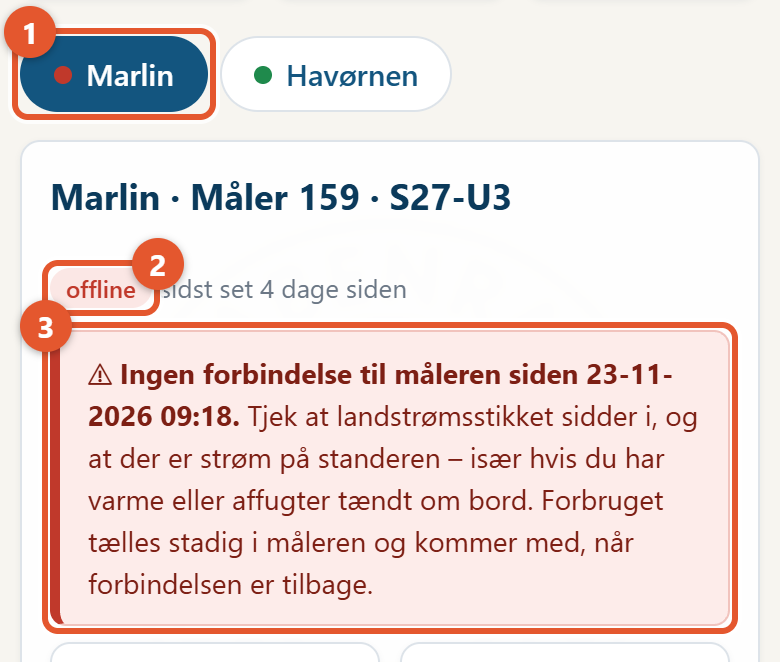 1
Marlin
Havørnen
Marlin · Måler 159 · S27-U3
2
offline
sidst set 4 dage siden
3
⚠ Ingen forbindelse til måleren siden 23-11-
2026 09:18. Tjek at landstrømsstikket sidder i, og
at der er strøm på standeren – især hvis du har
varme eller affugter tændt om bord. Forbruget
tælles stadig i måleren og kommer med, når
forbindelsen er tilbage.